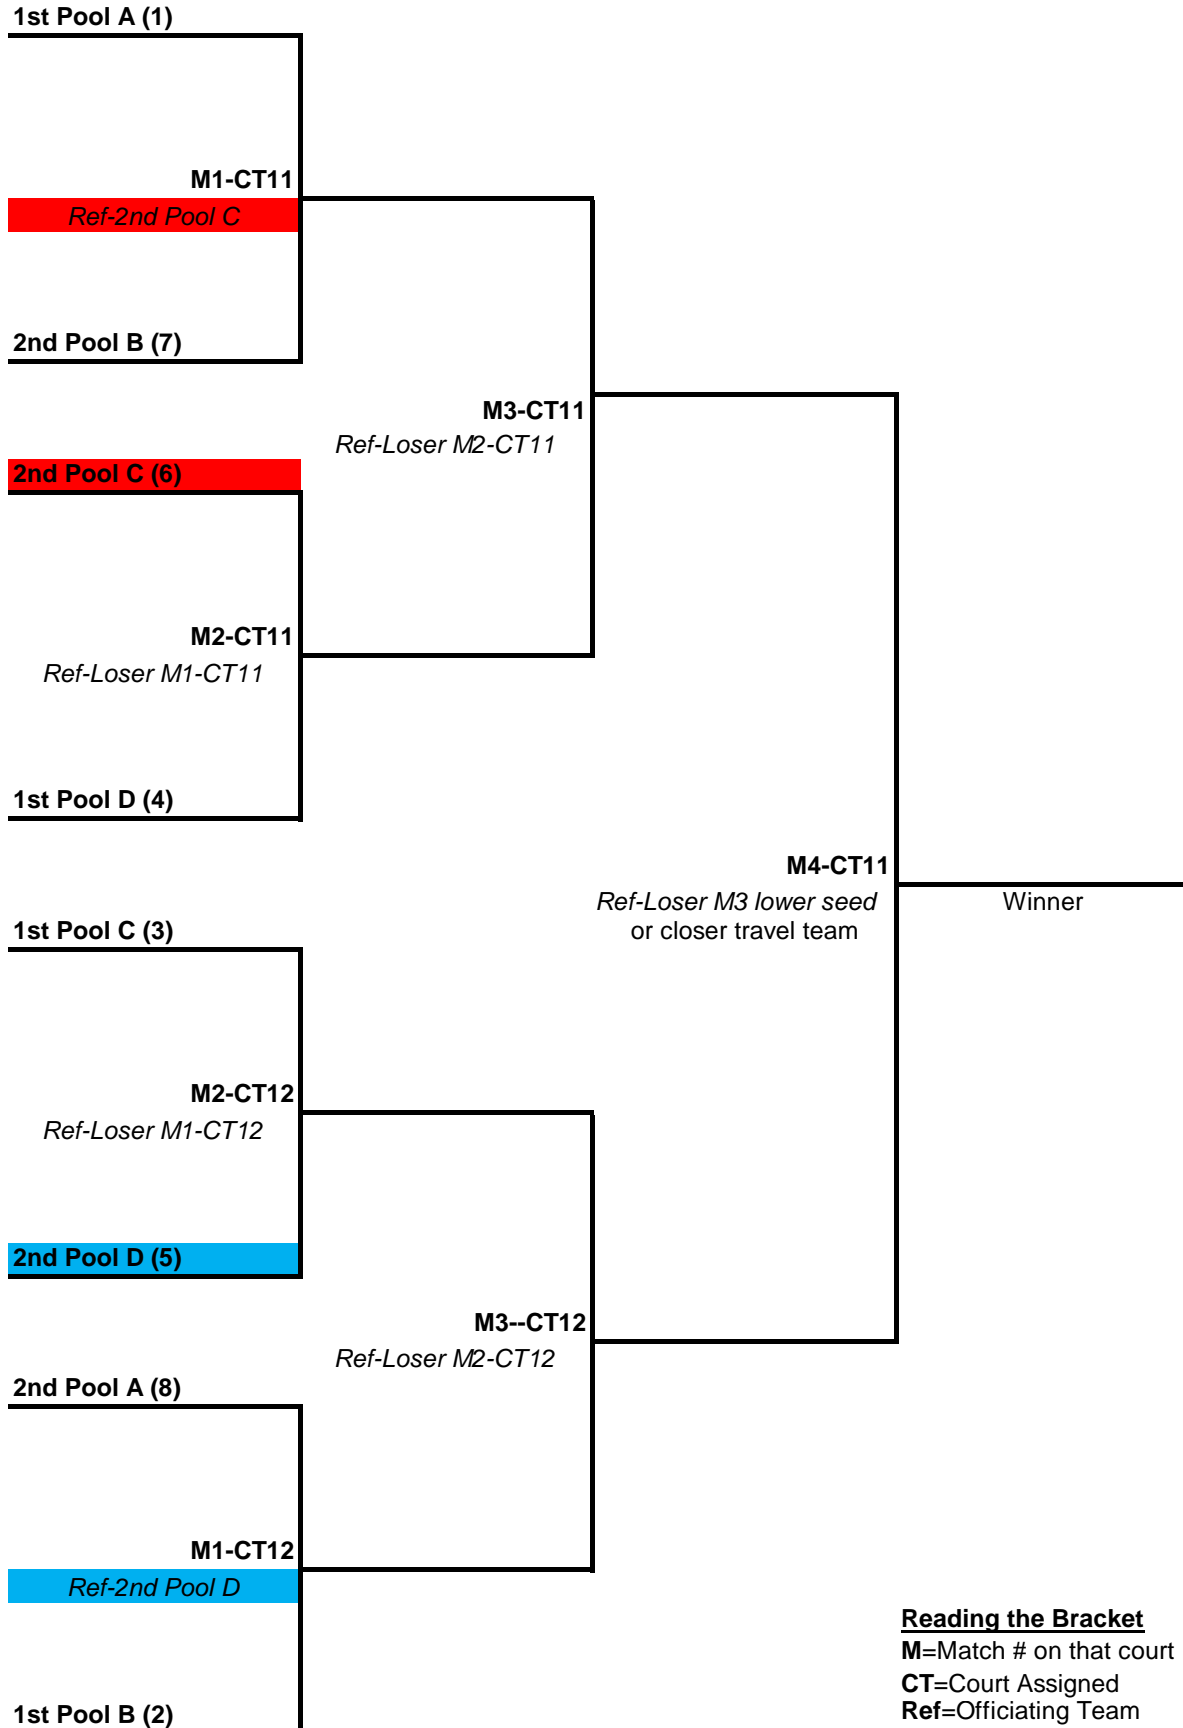 1st Pool A (1)
M1-CT11
Ref-2nd Pool C
2nd Pool B (7)
M3-CT11
Ref-Loser M2-CT11
2nd Pool C (6)
M2-CT11
Ref-Loser M1-CT11
1st Pool D (4)
M4-CT11
Ref-Loser M3 lower seed
or closer travel team
Winner
1st Pool C (3)
M2-CT12
Ref-Loser M1-CT12
2nd Pool D (5)
M3--CT12
Ref-Loser M2-CT12
2nd Pool A (8)
M1-CT12
Ref-2nd Pool D
1st Pool B (2)
Reading the Bracket
M=Match # on that court
CT=Court Assigned
Ref=Officiating Team